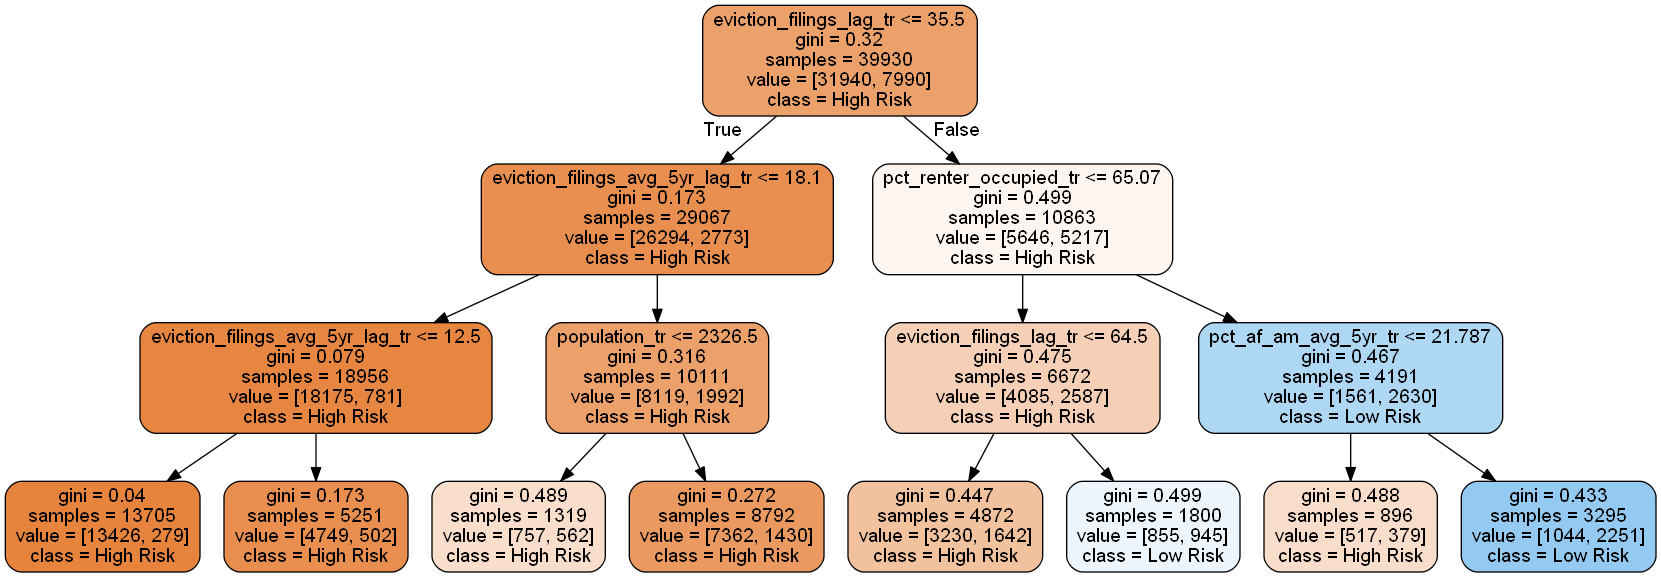 eviction_filings_lag_tr <= 35.5
gini = 0.32
samples = 39930
value = [31940, 7990]
class = High Risk
True
False
eviction_filings_avg_5yr_lag_tr <= 18.1
gini = 0.173
samples = 29067
value = [26294, 2773]
class = High Risk
pct_renter_occupied_tr <= 65.07
gini = 0.499
samples = 10863
value = [5646, 5217]
class = High Risk
eviction_filings_avg_5yr_lag_tr <= 12.5
gini = 0.079
samples = 18956
value = [18175, 781]
class = High Risk
population_tr <= 2326.5
gini = 0.316
samples = 10111
value = [8119, 1992]
class = High Risk
eviction_filings_lag_tr <= 64.5
gini = 0.475
samples = 6672
value = [4085, 2587]
class = High Risk
pct_af_am_avg_5yr_tr <= 21.787
gini = 0.467
samples = 4191
value = [1561, 2630]
class = Low Risk
gini = 0.04
samples = 13705
value = [13426, 279]
class = High Risk
gini = 0.173
samples = 5251
value = [4749, 502]
class = High Risk
gini = 0.489
samples = 1319
value = [757, 562]
class = High Risk
gini = 0.272
samples = 8792
value = [7362, 1430]
class = High Risk
gini = 0.447
samples = 4872
value = [3230, 1642]
class = High Risk
gini = 0.499
samples = 1800
value = [855, 945]
class = Low Risk
gini = 0.488
samples = 896
value = [517, 379]
class = High Risk
gini = 0.433
samples = 3295
value = [1044, 2251]
class = Low Risk